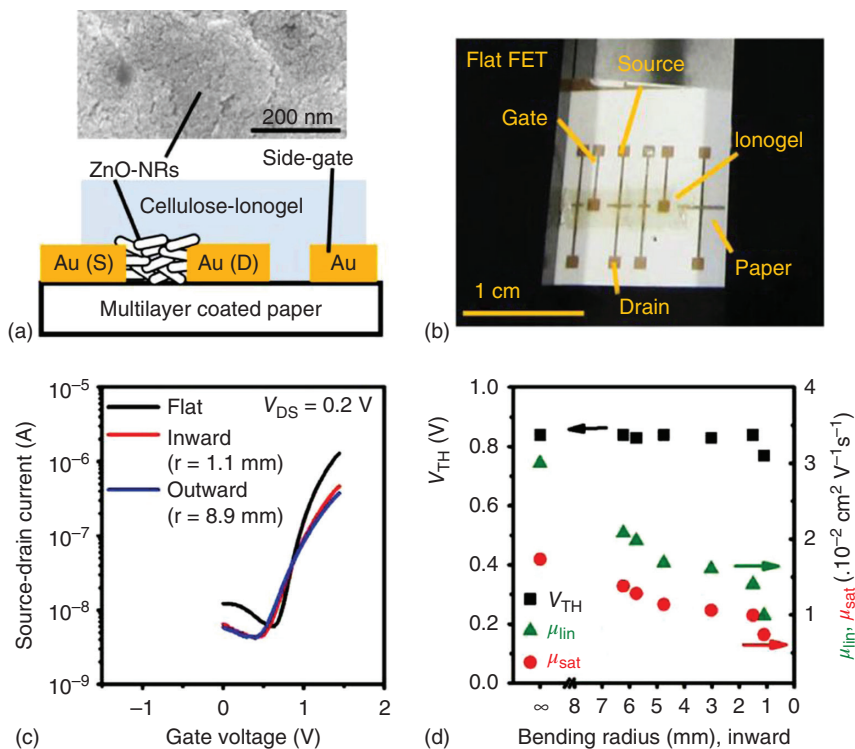 200 nm
ZnO-NRs
Side-gate
Cellulose-Ionogel
Au (S)
Au (D)
Au
Multilayer coated paper
(a)
Flat FET
Source
Gate
Ionogel
Paper
1 cm
Drain
(b)
Source-drain current (A)
10⁻⁵
10⁻⁶
10⁻⁷
10⁻⁸
10⁻⁹
Flat
V_DS = 0.2 V
Inward
(r = 1.1 mm)
Outward
(r = 8.9 mm)
−1 0 1 2
Gate voltage (V)
(c)
V_TH (V)
1.0
0.8
0.6
0.4
0.2
0.0
V_TH
μ_lin
μ_sat
4
3
2
1
μ_lin, μ_sat (.10⁻² cm² V⁻¹s⁻¹)
∞ 8 7 6 5 4 3 2 1 0
Bending radius (mm), inward
(d)